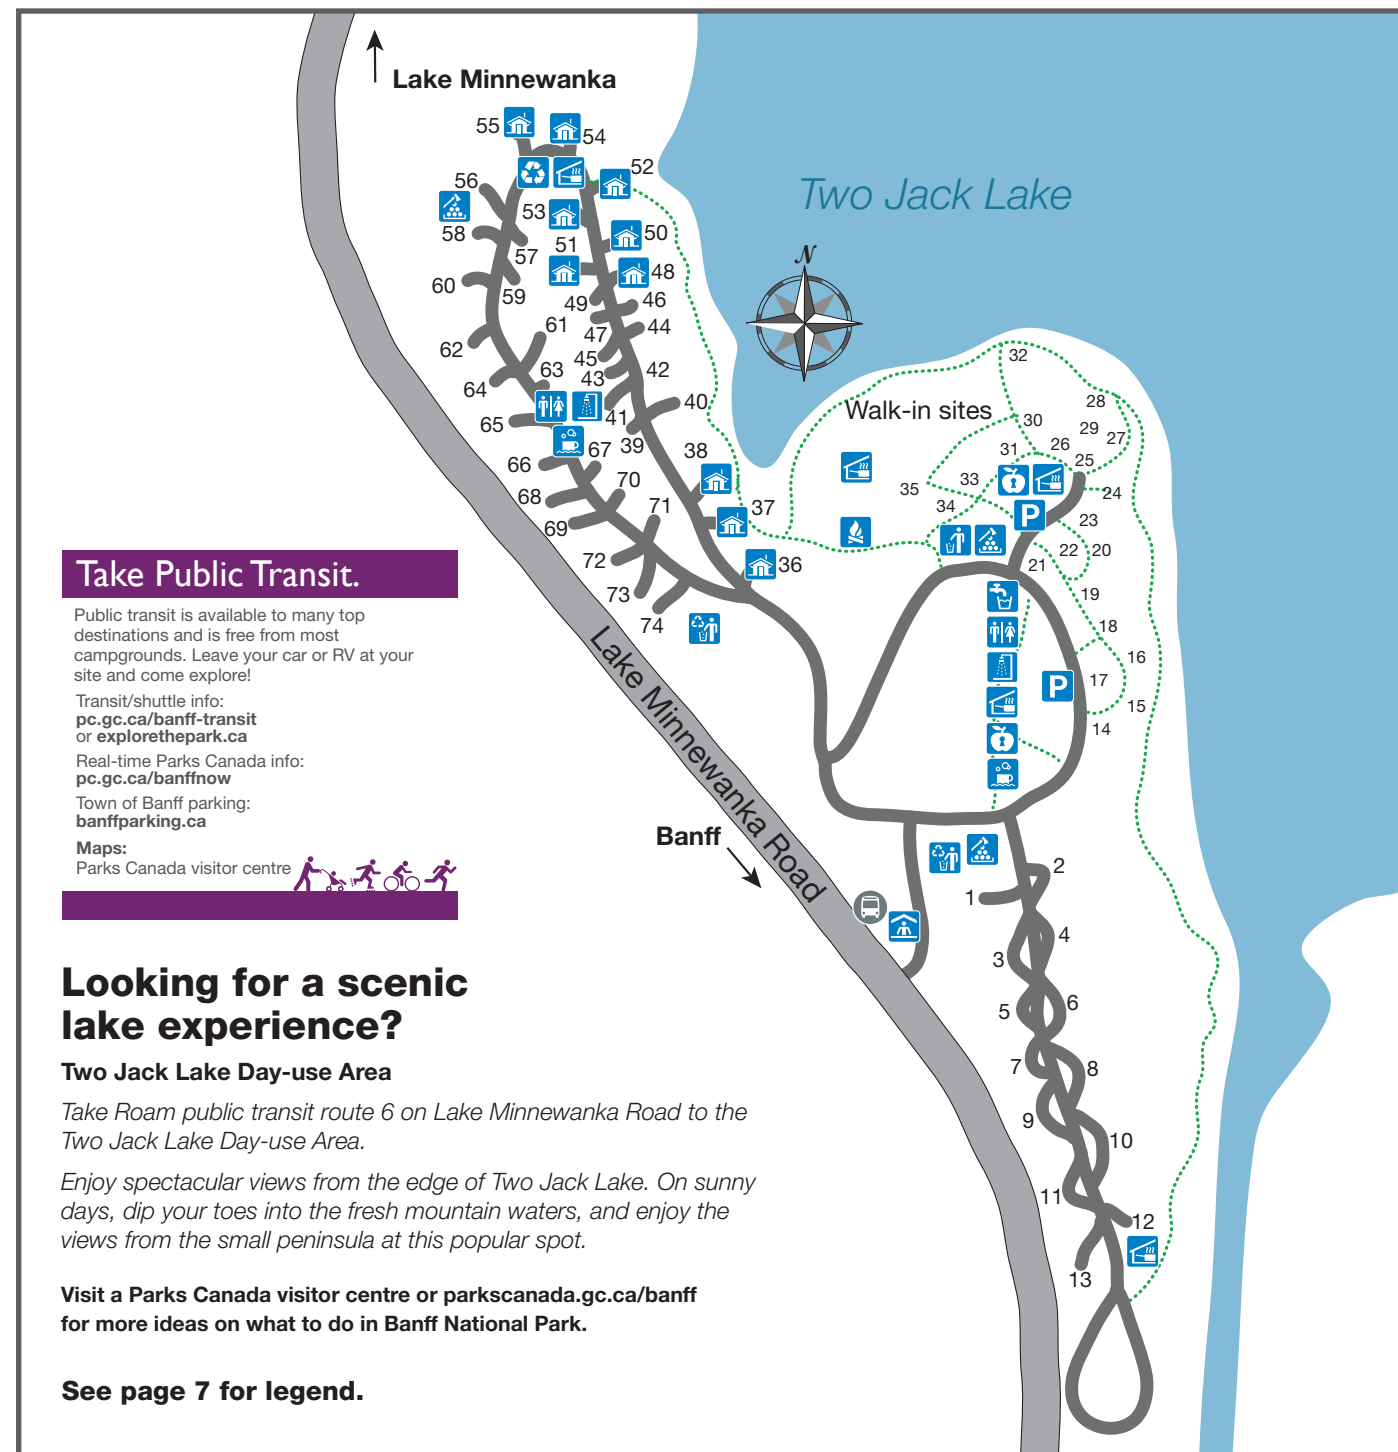 Lake Minnewanka
55
54
52
56
53
58
50
51
57
48
60
59
49
46
61
47
44
62
45
63
43
42
64
40
41
65
39
67
38
66
70
68
71
37
69
72
36
73
74
Two Jack Lake
N
Walk-in sites
32
28
30
29
27
31
26
25
33
35
24
34
P
23
22
20
21
19
18
16
17
P
15
14
Take Public Transit.
Public transit is available to many top
destinations and is free from most
campgrounds. Leave your car or RV at your
site and come explore!
Transit/shuttle info:
pc.gc.ca/banff-transit
or explorethepark.ca
Real-time Parks Canada info:
pc.gc.ca/banffnow
Town of Banff parking:
banffparking.ca
Maps:
Parks Canada visitor centre
Lake Minnewanka Road
Banff
2
1
4
3
6
5
7
8
9
10
11
12
13
Looking for a scenic
lake experience?
Two Jack Lake Day-use Area
Take Roam public transit route 6 on Lake Minnewanka Road to the
Two Jack Lake Day-use Area.
Enjoy spectacular views from the edge of Two Jack Lake. On sunny
days, dip your toes into the fresh mountain waters, and enjoy the
views from the small peninsula at this popular spot.
Visit a Parks Canada visitor centre or parkscanada.gc.ca/banff
for more ideas on what to do in Banff National Park.
See page 7 for legend.